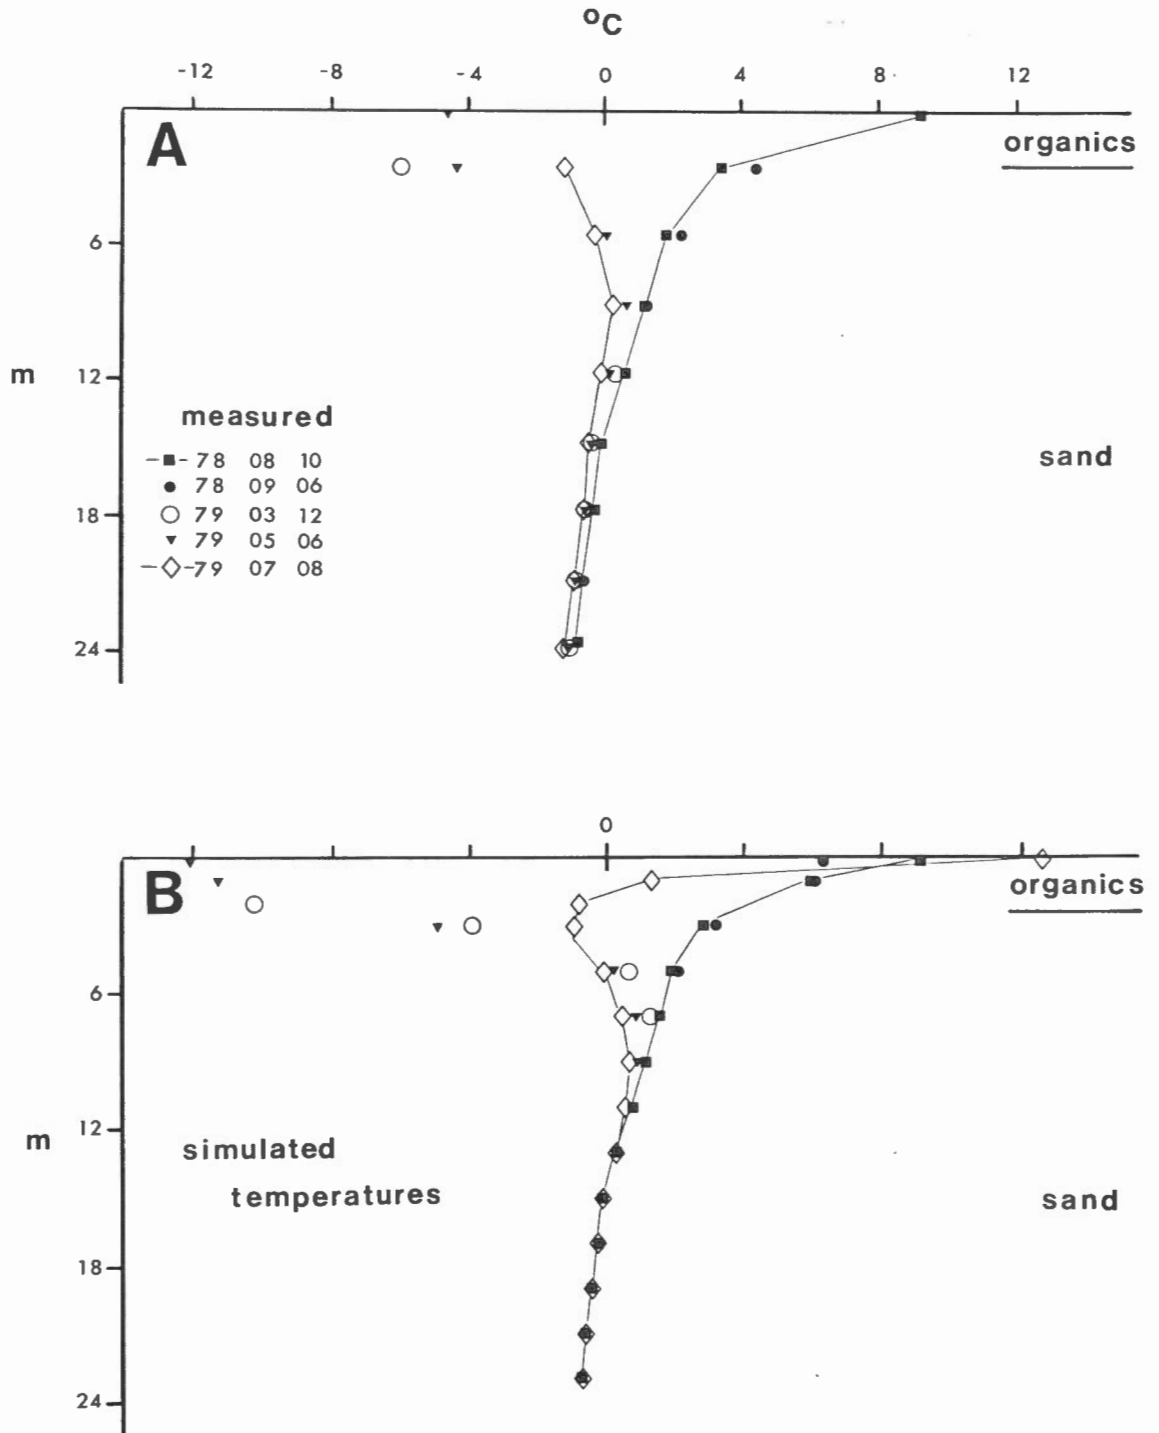 °C
-12 -8 -4 0 4 8 12
A
organics
6
m 12
measured
78 08 10
78 09 06
sand
79 03 12
18
79 05 06
79 07 08
24
0
B
organics
6
m 12
simulated
temperatures
sand
18
24